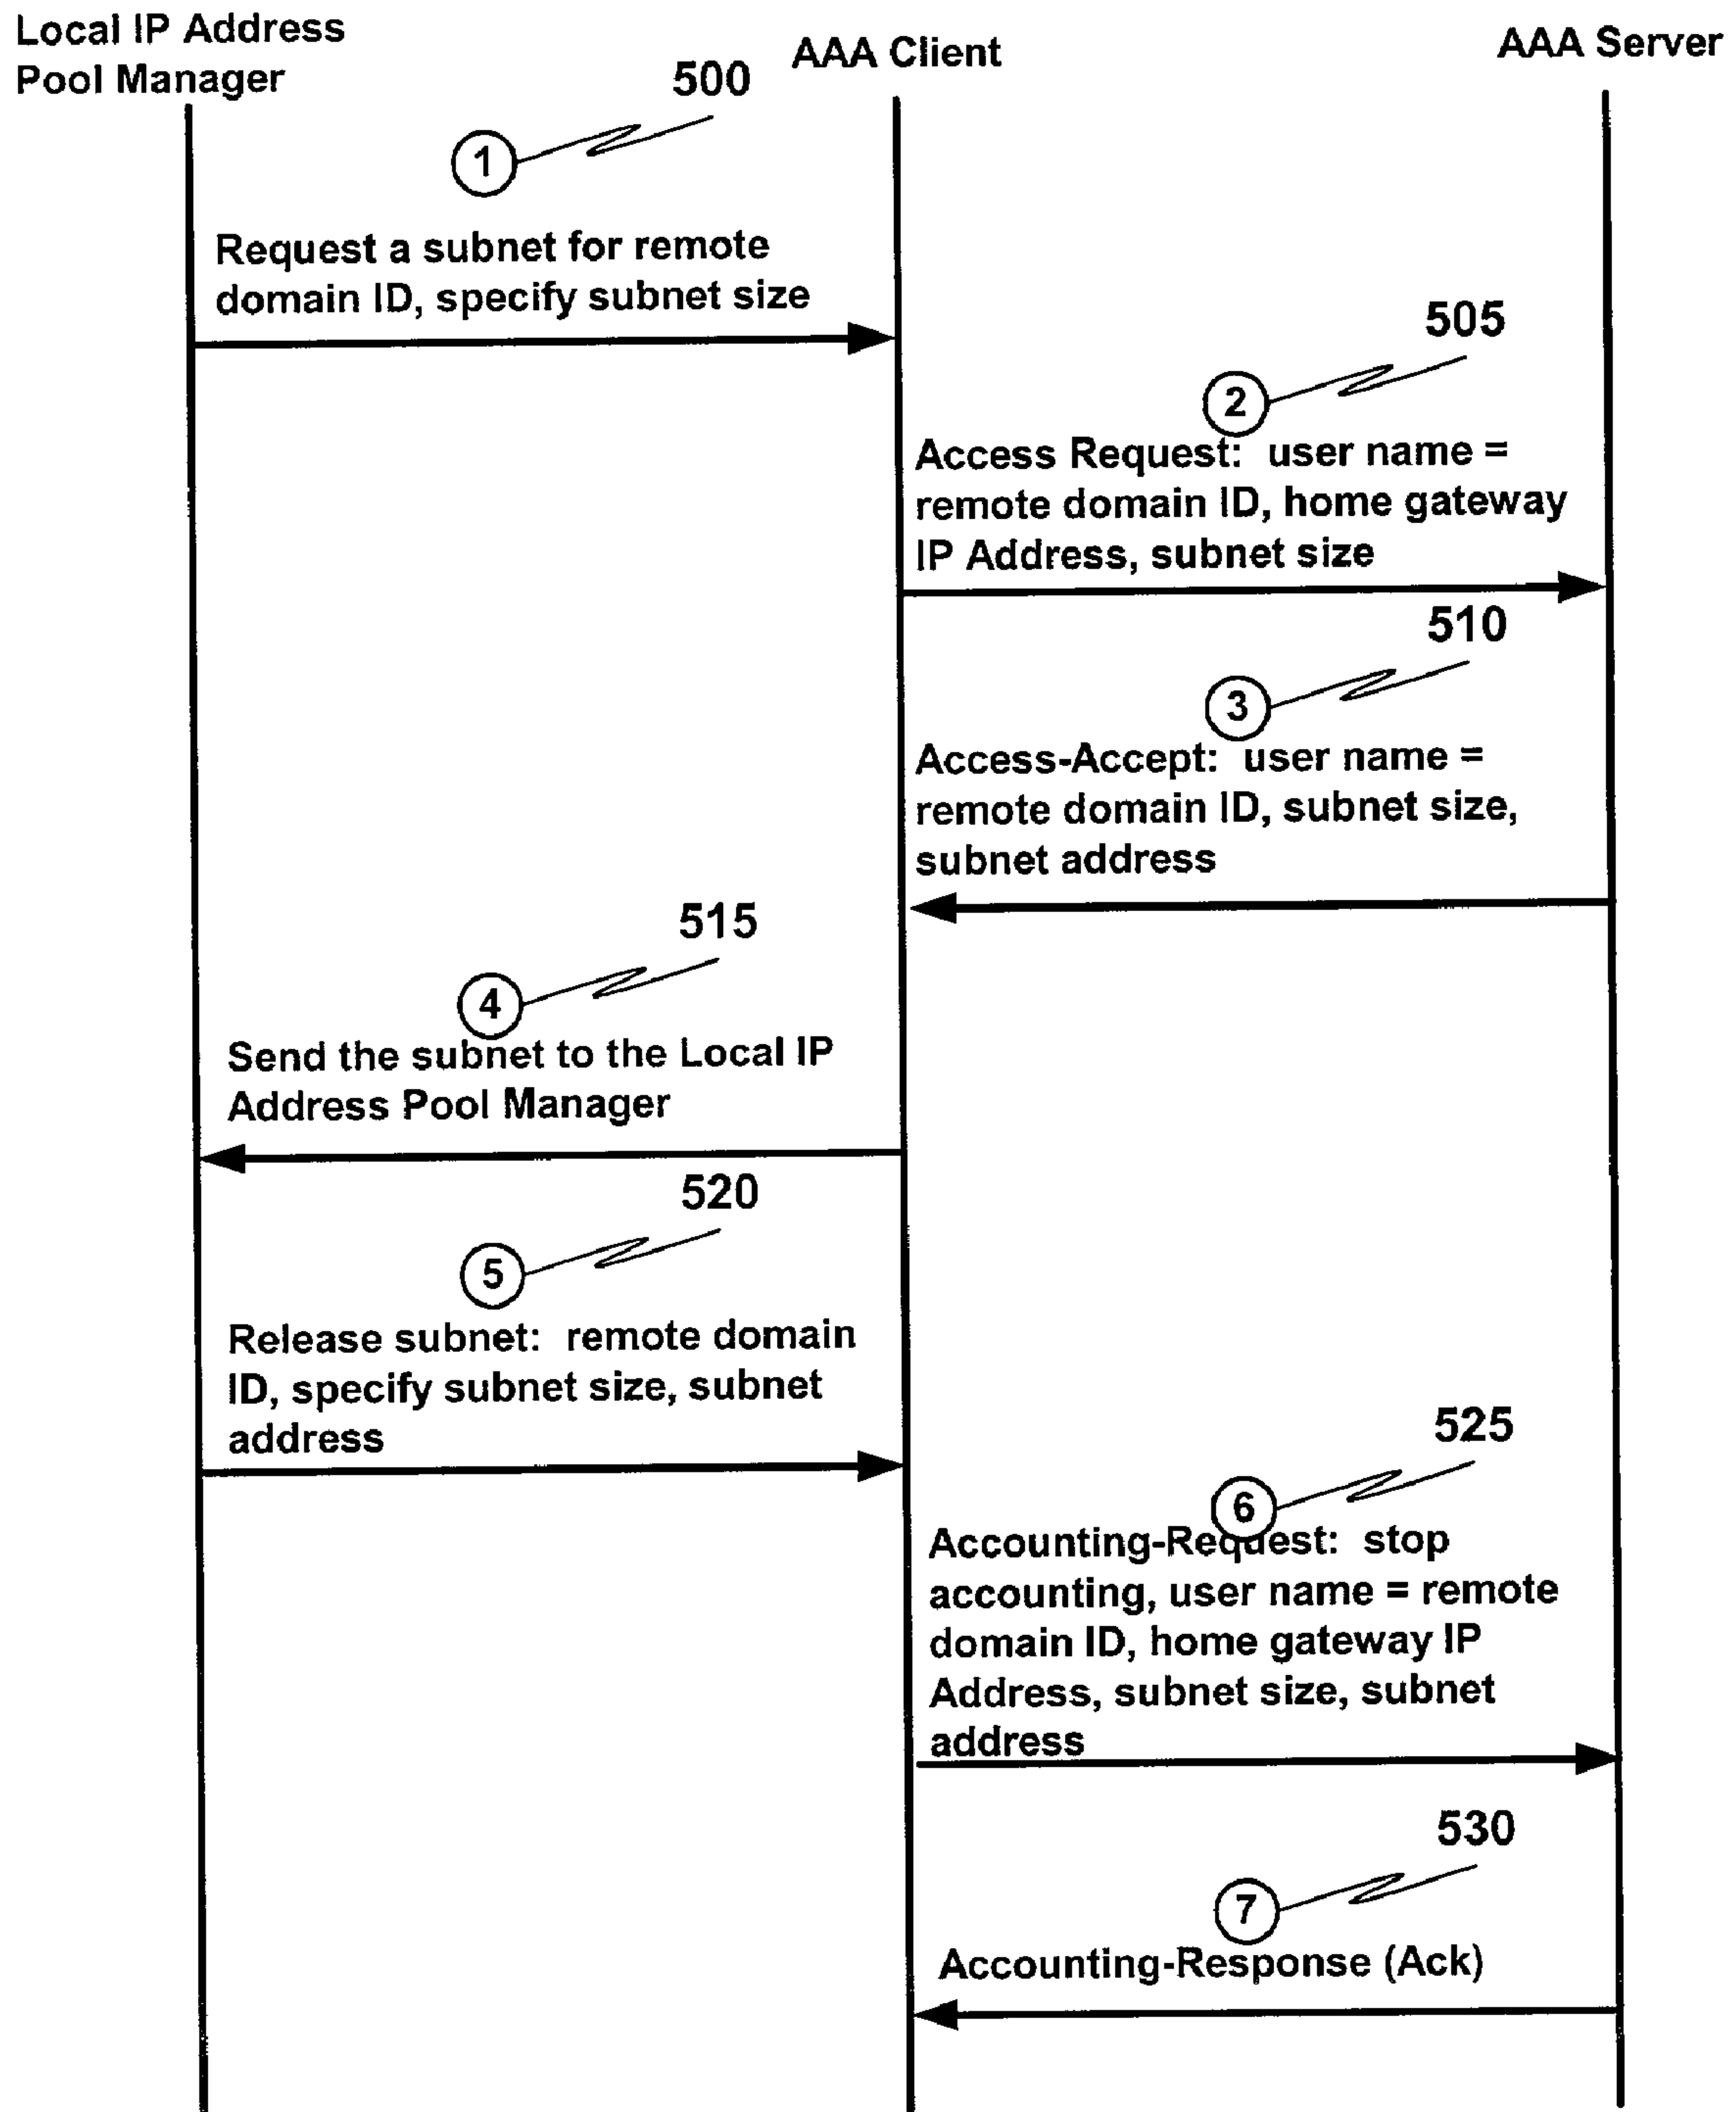 Local IP Address
Pool Manager
AAA Client
AAA Server
500
1
Request a subnet for remote
domain ID, specify subnet size
505
2
Access Request:  user name =
remote domain ID, home gateway
IP Address, subnet size
510
3
Access-Accept:  user name =
remote domain ID, subnet size,
subnet address
515
4
Send the subnet to the Local IP
Address Pool Manager
520
5
Release subnet:  remote domain
ID, specify subnet size, subnet
address
525
6
Accounting-Request:  stop
accounting, user name = remote
domain ID, home gateway IP
Address, subnet size, subnet
address
530
7
Accounting-Response (Ack)